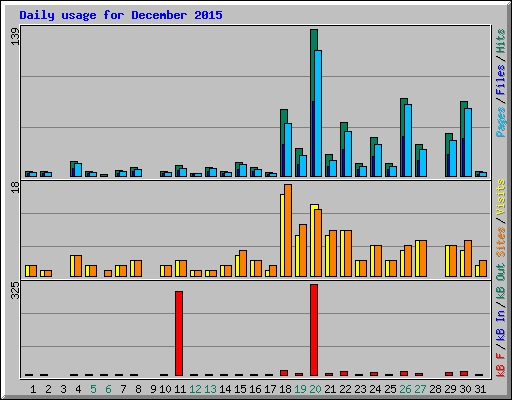 Daily usage for December 2015
139
Pages / Files / Hits
18
Sites / Visits
325
kB F / kB In / kB Out
1 2 3 4 5 6 7 8 9 10 11 12 13 14 15 16 17 18 19 20 21 22 23 24 25 26 27 28 29 30 31